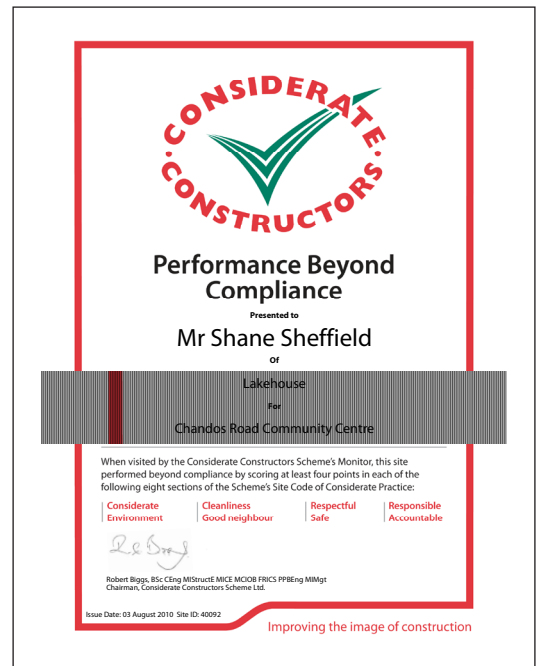 CONSIDERATE
CONSTRUCTORS
Performance Beyond
Compliance
Presented to
Mr Shane Sheffield
Of
Lakehouse
For
Chandos Road Community Centre
When visited by the Considerate Constructors Scheme's Monitor, this site
performed beyond compliance by scoring at least four points in each of the
following eight sections of the Scheme's Site Code of Considerate Practice:
Considerate Cleanliness Respectful Responsible
Environment Good neighbour Safe Accountable
Robert Biggs, BSc CEng MIStructE MICE MCIOB FRICS PPBEng MIMgt
Chairman, Considerate Constructors Scheme Ltd.
Issue Date: 03 August 2010 Site ID: 40092
Improving the image of construction